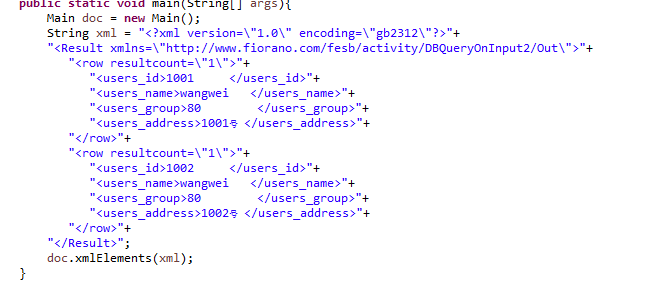 public static void main(String[] args){
Main doc = new Main();
String xml = "<?xml version=\"1.0\" encoding=\"gb2312\"?>"+
"<Result xmlns=\"http://www.fiorano.com/fesb/activity/DBQueryOnInput2/Out\">"+
"<row resultcount=\"1\">"+
"<users_id>1001     </users_id>"+
"<users_name>wangwei   </users_name>"+
"<users_group>80        </users_group>"+
"<users_address>1001号 </users_address>"+
"</row>"+
"<row resultcount=\"1\">"+
"<users_id>1002     </users_id>"+
"<users_name>wangwei   </users_name>"+
"<users_group>80        </users_group>"+
"<users_address>1002号 </users_address>"+
"</row>"+
"</Result>";
doc.xmlElements(xml);
}